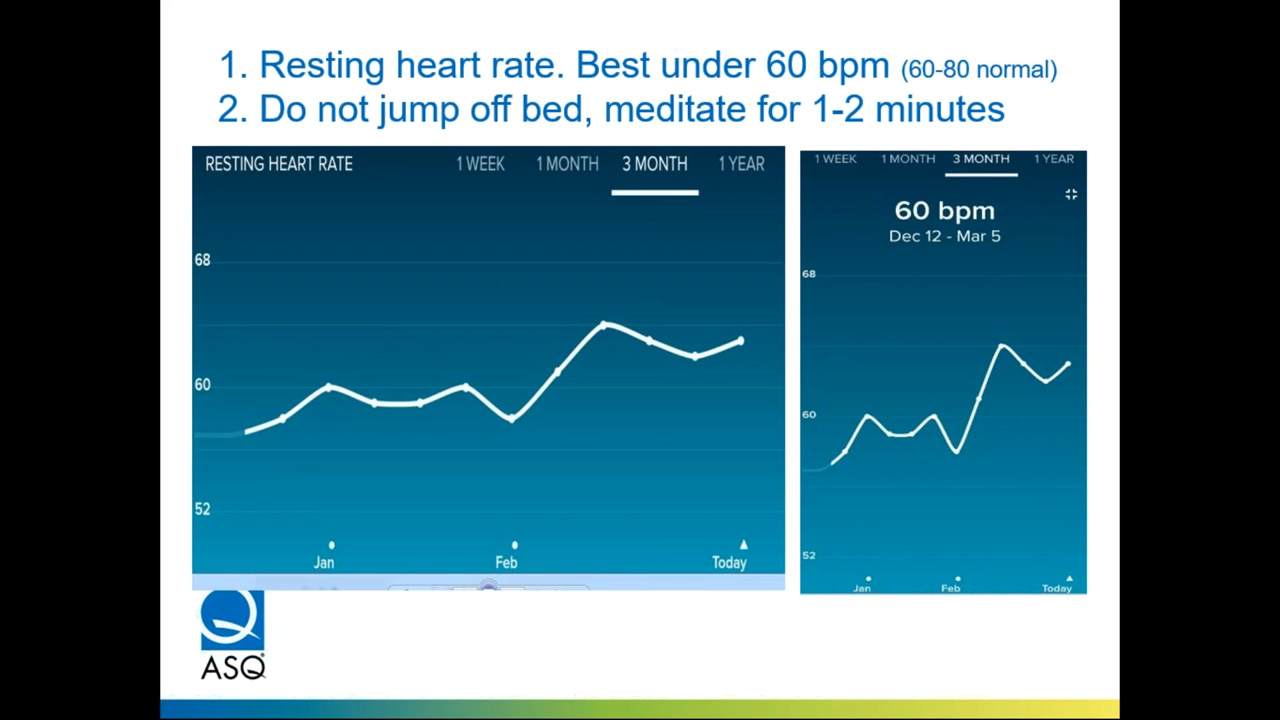 1. Resting heart rate. Best under 60 bpm (60-80 normal)
2. Do not jump off bed, meditate for 1-2 minutes
RESTING HEART RATE 1 WEEK 1 MONTH 3 MONTH 1 YEAR
68
60
52
Jan Feb Today
1 WEEK 1 MONTH 3 MONTH 1 YEAR
60 bpm
Dec 12 - Mar 5
68
60
52
Jan Feb Today
ASQ